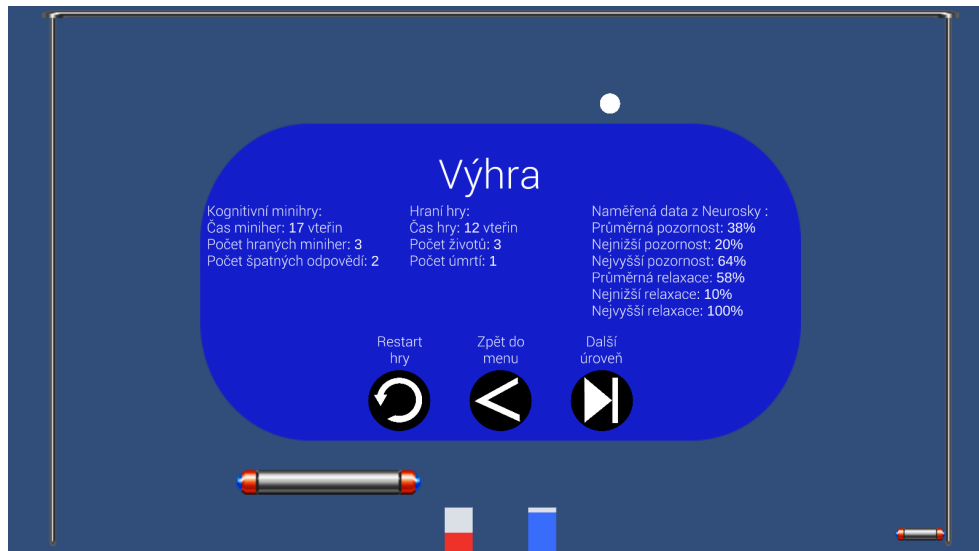 Výhra
Kognitivní minihry:
Čas miniher: 17 vteřin
Počet hraných miniher: 3
Počet špatných odpovědí: 2
Hraní hry:
Čas hry: 12 vteřin
Počet životů: 3
Počet úmrtí: 1
Naměřená data z Neurosky :
Průměrná pozornost: 38%
Nejnižší pozornost: 20%
Nejvyšší pozornost: 64%
Průměrná relaxace: 58%
Nejnižší relaxace: 10%
Nejvyšší relaxace: 100%
Restart
hry
Zpět do
menu
Další
úroveň